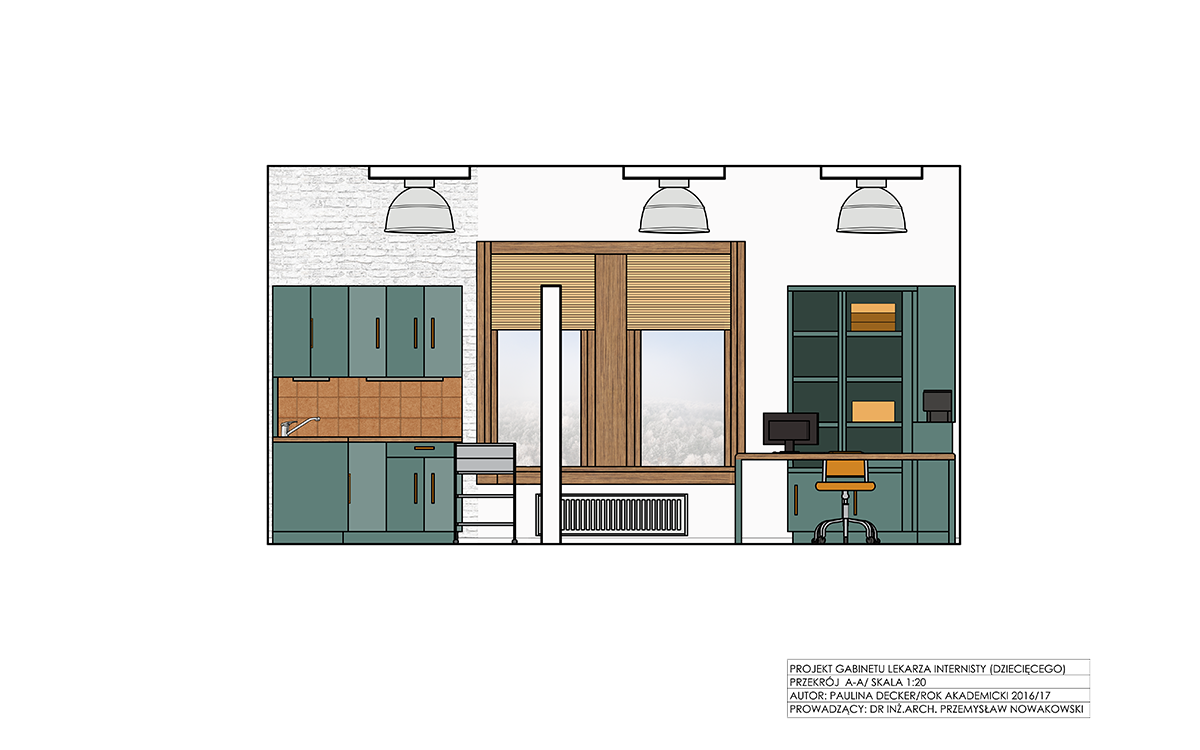 PROJEKT GABINETU LEKARZA INTERNISTY (DZIECIĘCEGO)
PRZEKRÓJ A-A/ SKALA 1:20
AUTOR: PAULINA DECKER/ROK AKADEMICKI 2016/17
PROWADZĄCY: DR INŻ.ARCH. PRZEMYSŁAW NOWAKOWSKI